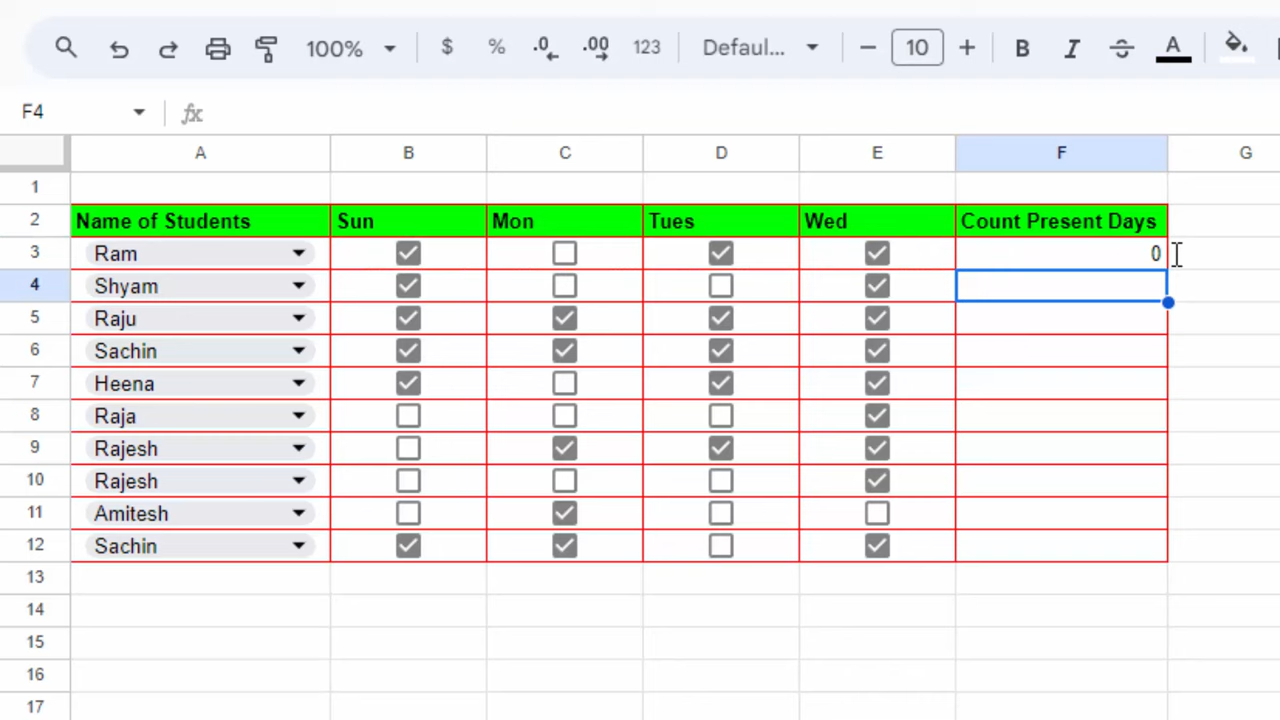 100% $ % .0 .00 123 Defaul... 10 B I S A
F4 fx
A B C D E F G
1
2 Name of Students Sun Mon Tues Wed Count Present Days
3 Ram 0
4 Shyam
5 Raju
6 Sachin
7 Heena
8 Raja
9 Rajesh
10 Rajesh
11 Amitesh
12 Sachin
13
14
15
16
17